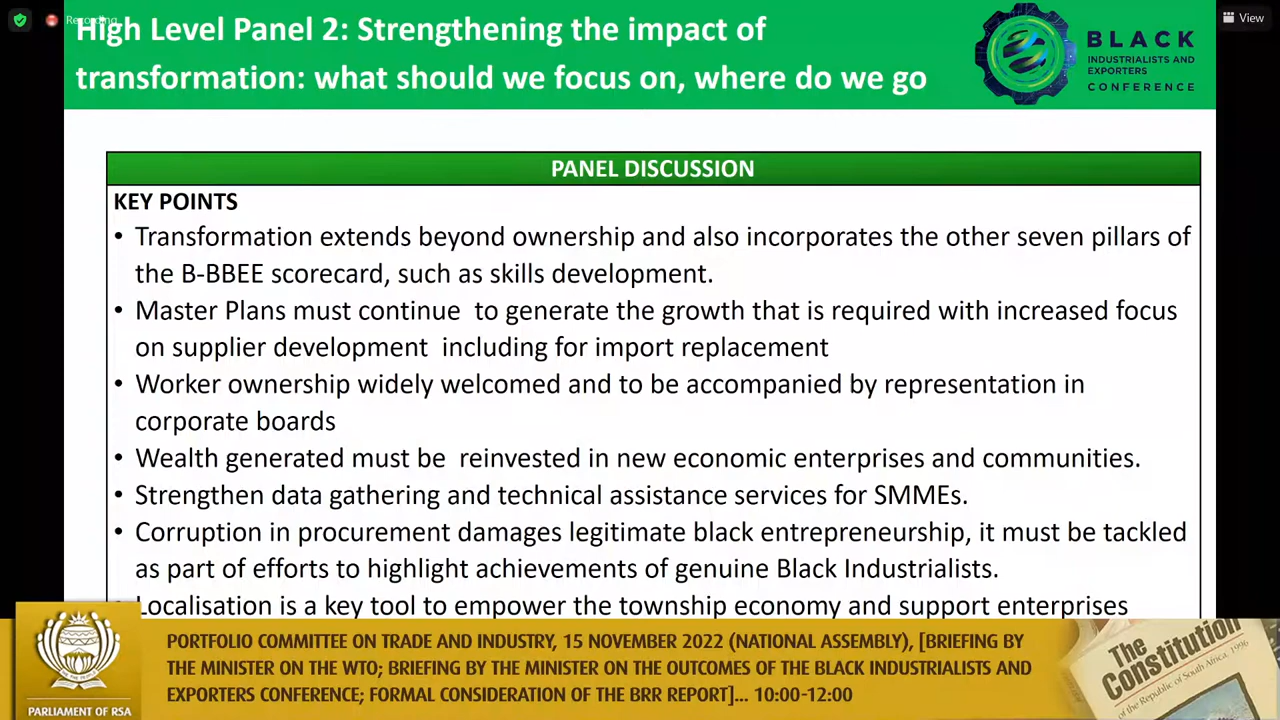 Recording
View
High Level Panel 2: Strengthening the impact of
transformation: what should we focus on, where do we go
BLACK
INDUSTRIALISTS AND
EXPORTERS
CONFERENCE
PANEL DISCUSSION
KEY POINTS
• Transformation extends beyond ownership and also incorporates the other seven pillars of
the B-BBEE scorecard, such as skills development.
• Master Plans must continue  to generate the growth that is required with increased focus
on supplier development  including for import replacement
• Worker ownership widely welcomed and to be accompanied by representation in
corporate boards
• Wealth generated must be  reinvested in new economic enterprises and communities.
• Strengthen data gathering and technical assistance services for SMMEs.
• Corruption in procurement damages legitimate black entrepreneurship, it must be tackled
as part of efforts to highlight achievements of genuine Black Industrialists.
• Localisation is a key tool to empower the township economy and support enterprises
PORTFOLIO COMMITTEE ON TRADE AND INDUSTRY, 15 NOVEMBER 2022 (NATIONAL ASSEMBLY), [BRIEFING BY
THE MINISTER ON THE WTO; BRIEFING BY THE MINISTER ON THE OUTCOMES OF THE BLACK INDUSTRIALISTS AND
EXPORTERS CONFERENCE; FORMAL CONSIDERATION OF THE BRR REPORT]... 10:00-12:00
PARLIAMENT OF RSA
The
Constitution
of the Republic of South Africa, 1996